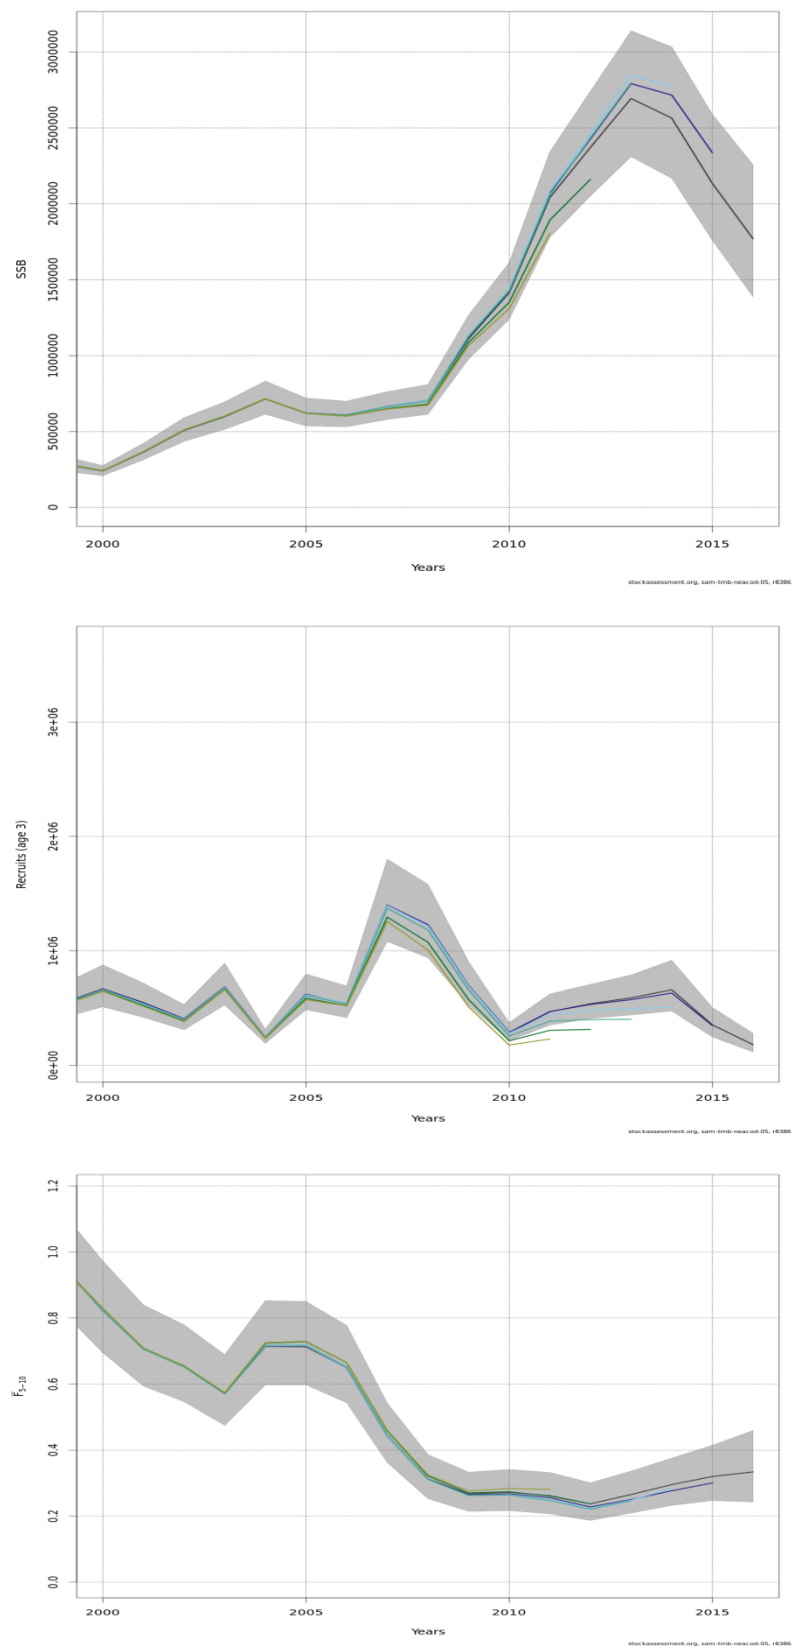 3000000
2500000
2000000
1500000
1000000
500000
0
SSB
2000 2005 2010 2015
Years
stockassessment.org, sam-tmb-neacod-05, r8386
3e+06
2e+06
1e+06
0e+00
Recruits (age 3)
2000 2005 2010 2015
Years
stockassessment.org, sam-tmb-neacod-05, r8386
1.2
1.0
0.8
0.6
0.4
0.2
0.0
F̅5−10
2000 2005 2010 2015
Years
stockassessment.org, sam-tmb-neacod-05, r8386